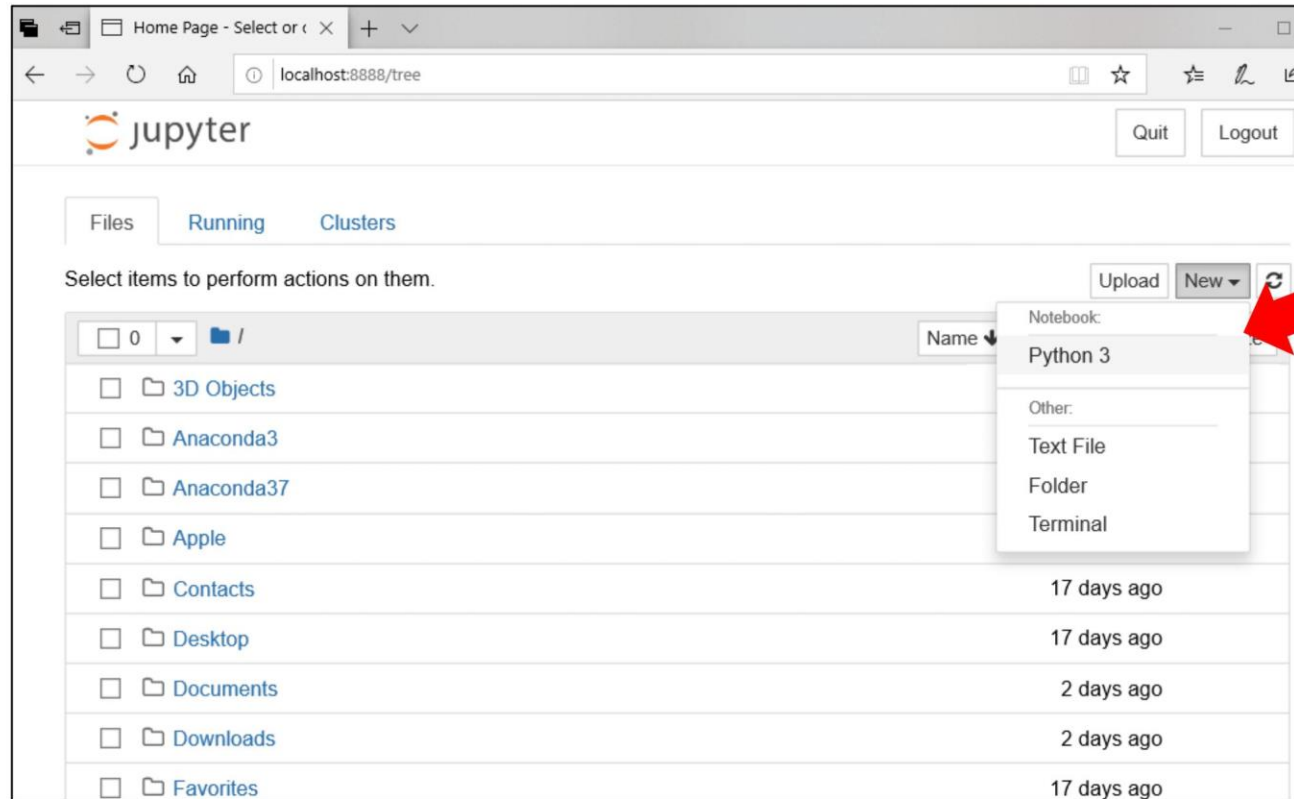 Home Page - Select or c
localhost:8888/tree
jupyter
Quit Logout
Files Running Clusters
Select items to perform actions on them.
Upload New
0 /
Name
Notebook:
Python 3
Other:
Text File
Folder
Terminal
3D Objects
Anaconda3
Anaconda37
Apple
Contacts 17 days ago
Desktop 17 days ago
Documents 2 days ago
Downloads 2 days ago
Favorites 17 days ago